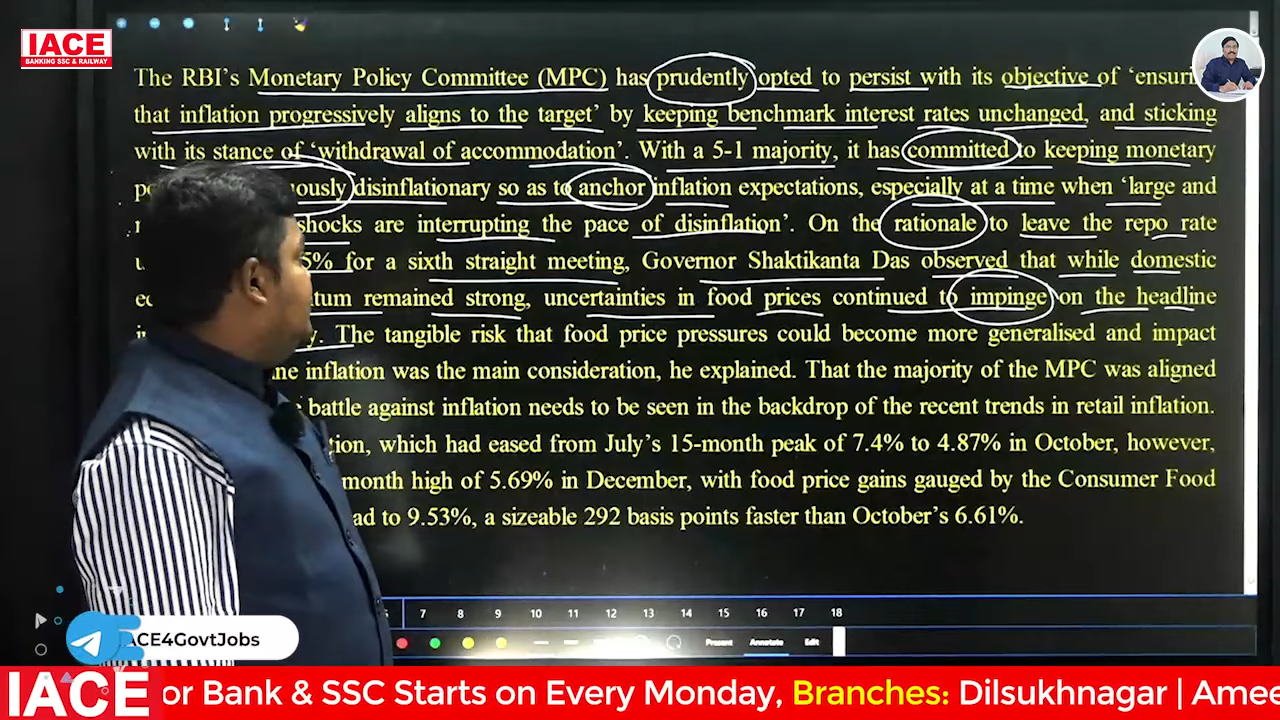 IACE
BANKING SSC & RAILWAY
The RBI's Monetary Policy Committee (MPC) has prudently opted to persist with its objective of 'ensuri
that inflation progressively aligns to the target' by keeping benchmark interest rates unchanged, and sticking
with its stance of 'withdrawal of accommodation'. With a 5-1 majority, it has committed to keeping monetary
ously disinflationary so as to anchor inflation expectations, especially at a time when 'large and
shocks are interrupting the pace of disinflation'. On the rationale to leave the repo rate
5% for a sixth straight meeting, Governor Shaktikanta Das observed that while domestic
tum remained strong, uncertainties in food prices continued to impinge on the headline
y. The tangible risk that food price pressures could become more generalised and impact
ne inflation was the main consideration, he explained. That the majority of the MPC was aligned
battle against inflation needs to be seen in the backdrop of the recent trends in retail inflation.
tion, which had eased from July's 15-month peak of 7.4% to 4.87% in October, however,
month high of 5.69% in December, with food price gains gauged by the Consumer Food
ad to 9.53%, a sizeable 292 basis points faster than October's 6.61%.
7 8 9 10 11 12 13 14 15 16 17 18
Present Annotate Edit
ACE4GovtJobs
IACE or Bank & SSC Starts on Every Monday, Branches: Dilsukhnagar | Amee